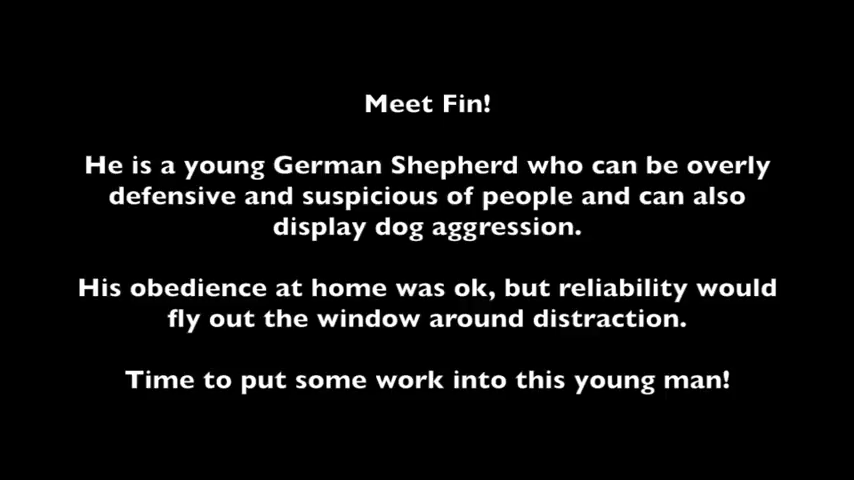 Meet Fin!
He is a young German Shepherd who can be overly
defensive and suspicious of people and can also
display dog aggression.
His obedience at home was ok, but reliability would
fly out the window around distraction.
Time to put some work into this young man!